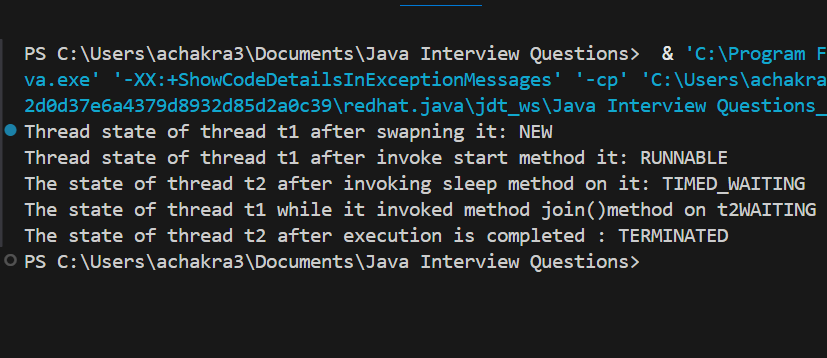 PS C:\Users\achakra3\Documents\Java Interview Questions>  & 'C:\Program F
va.exe' '-XX:+ShowCodeDetailsInExceptionMessages' '-cp' 'C:\Users\achakra
2d0d37e6a4379d8932d85d2a0c39\redhat.java\jdt_ws\Java Interview Questions_
Thread state of thread t1 after swapning it: NEW
Thread state of thread t1 after invoke start method it: RUNNABLE
The state of thread t2 after invoking sleep method on it: TIMED_WAITING
The state of thread t1 while it invoked method join()method on t2WAITING
The state of thread t2 after execution is completed : TERMINATED
PS C:\Users\achakra3\Documents\Java Interview Questions>